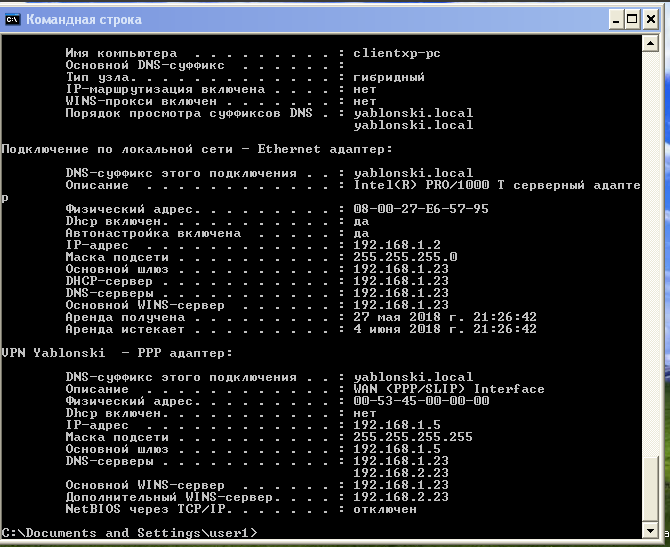 Командная строка
Имя компьютера . . . . . . . . . : clientxp-pc
Основной DNS-суффикс . . . . . . :
Тип узла. . . . . . . . . . . . . : гибридный
IP-маршрутизация включена . . . . : нет
WINS-прокси включен . . . . . . . : нет
Порядок просмотра суффиксов DNS . : yablonski.local
yablonski.local
Подключение по локальной сети - Ethernet адаптер:
DNS-суффикс этого подключения . . : yablonski.local
Описание . . . . . . . . . . . . : Intel(R) PRO/1000 T серверный адапте
р
Физический адрес. . . . . . . . . : 08-00-27-E6-57-95
Dhcp включен. . . . . . . . . . . : да
Автонастройка включена . . . . . : да
IP-адрес . . . . . . . . . . . . : 192.168.1.2
Маска подсети . . . . . . . . . . : 255.255.255.0
Основной шлюз . . . . . . . . . . : 192.168.1.23
DHCP-сервер . . . . . . . . . . . : 192.168.1.23
DNS-серверы . . . . . . . . . . . : 192.168.1.23
Основной WINS-сервер . . . . . . : 192.168.1.23
Аренда получена . . . . . . . . . : 27 мая 2018 г. 21:26:42
Аренда истекает . . . . . . . . . : 4 июня 2018 г. 21:26:42
VPN Yablonski - PPP адаптер:
DNS-суффикс этого подключения . . : yablonski.local
Описание . . . . . . . . . . . . : WAN (PPP/SLIP) Interface
Физический адрес. . . . . . . . . : 00-53-45-00-00-00
Dhcp включен. . . . . . . . . . . : нет
IP-адрес . . . . . . . . . . . . : 192.168.1.5
Маска подсети . . . . . . . . . . : 255.255.255.255
Основной шлюз . . . . . . . . . . : 192.168.1.5
DNS-серверы . . . . . . . . . . . : 192.168.1.23
192.168.2.23
Основной WINS-сервер . . . . . . : 192.168.1.23
Дополнительный WINS-сервер. . . . : 192.168.2.23
NetBIOS через TCP/IP. . . . . . . : отключен
C:\Documents and Settings\user1>